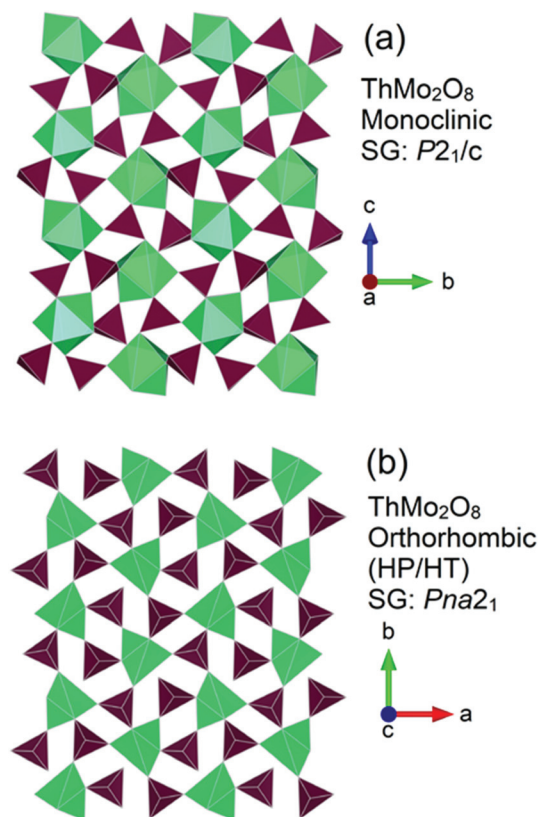 (a)
ThMo₂O₈
Monoclinic
SG: P2₁/c
c
a
b
(b)
ThMo₂O₈
Orthorhombic
(HP/HT)
SG: Pna2₁
b
c
a